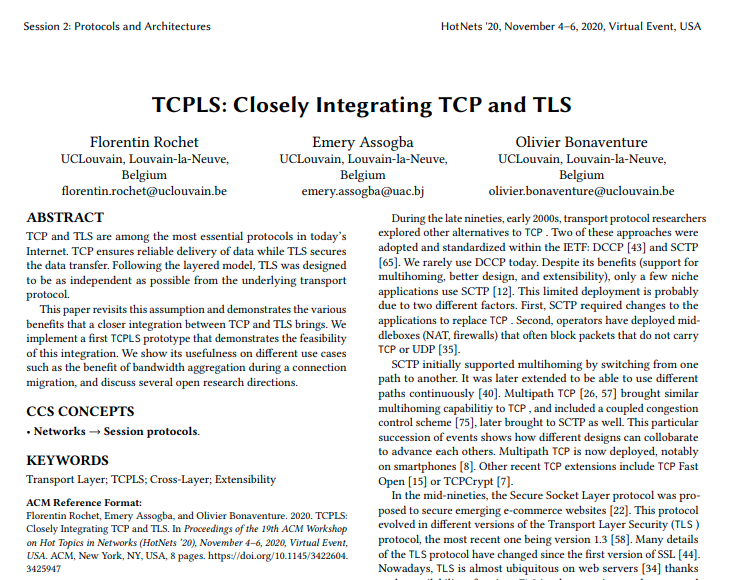 Session 2: Protocols and Architectures
HotNets '20, November 4–6, 2020, Virtual Event, USA
TCPLS: Closely Integrating TCP and TLS
Florentin Rochet
UCLouvain, Louvain-la-Neuve,
Belgium
florentin.rochet@uclouvain.be
Emery Assogba
UCLouvain, Louvain-la-Neuve,
Belgium
emery.assogba@uac.bj
Olivier Bonaventure
UCLouvain, Louvain-la-Neuve,
Belgium
olivier.bonaventure@uclouvain.be
ABSTRACT
TCP and TLS are among the most essential protocols in today's
Internet. TCP ensures reliable delivery of data while TLS secures
the data transfer. Following the layered model, TLS was designed
to be as independent as possible from the underlying transport
protocol.
This paper revisits this assumption and demonstrates the various
benefits that a closer integration between TCP and TLS brings. We
implement a first TCPLS prototype that demonstrates the feasibility
of this integration. We show its usefulness on different use cases
such as the benefit of bandwidth aggregation during a connection
migration, and discuss several open research directions.
CCS CONCEPTS
• Networks → Session protocols.
KEYWORDS
Transport Layer; TCPLS; Cross-Layer; Extensibility
ACM Reference Format:
Florentin Rochet, Emery Assogba, and Olivier Bonaventure. 2020. TCPLS:
Closely Integrating TCP and TLS. In Proceedings of the 19th ACM Workshop
on Hot Topics in Networks (HotNets '20), November 4–6, 2020, Virtual Event,
USA. ACM, New York, NY, USA, 8 pages. https://doi.org/10.1145/3422604.
3425947
During the late nineties, early 2000s, transport protocol researchers
explored other alternatives to TCP . Two of these approaches were
adopted and standardized within the IETF: DCCP [43] and SCTP
[65]. We rarely use DCCP today. Despite its benefits (support for
multihoming, better design, and extensibility), only a few niche
applications use SCTP [12]. This limited deployment is probably
due to two different factors. First, SCTP required changes to the
applications to replace TCP . Second, operators have deployed mid-
dleboxes (NAT, firewalls) that often block packets that do not carry
TCP or UDP [35].
SCTP initially supported multihoming by switching from one
path to another. It was later extended to be able to use different
paths continuously [40]. Multipath TCP [26, 57] brought similar
multihoming capabilitiy to TCP , and included a coupled congestion
control scheme [75], later brought to SCTP as well. This particular
succession of events shows how different designs can collobarate
to advance each others. Multipath TCP is now deployed, notably
on smartphones [8]. Other recent TCP extensions include TCP Fast
Open [15] or TCPCrypt [7].
In the mid-nineties, the Secure Socket Layer protocol was pro-
posed to secure emerging e-commerce websites [22]. This protocol
evolved in different versions of the Transport Layer Security (TLS )
protocol, the most recent one being version 1.3 [58]. Many details
of the TLS protocol have changed since the first version of SSL [44].
Nowadays, TLS is almost ubiquitous on web servers [34] thanks